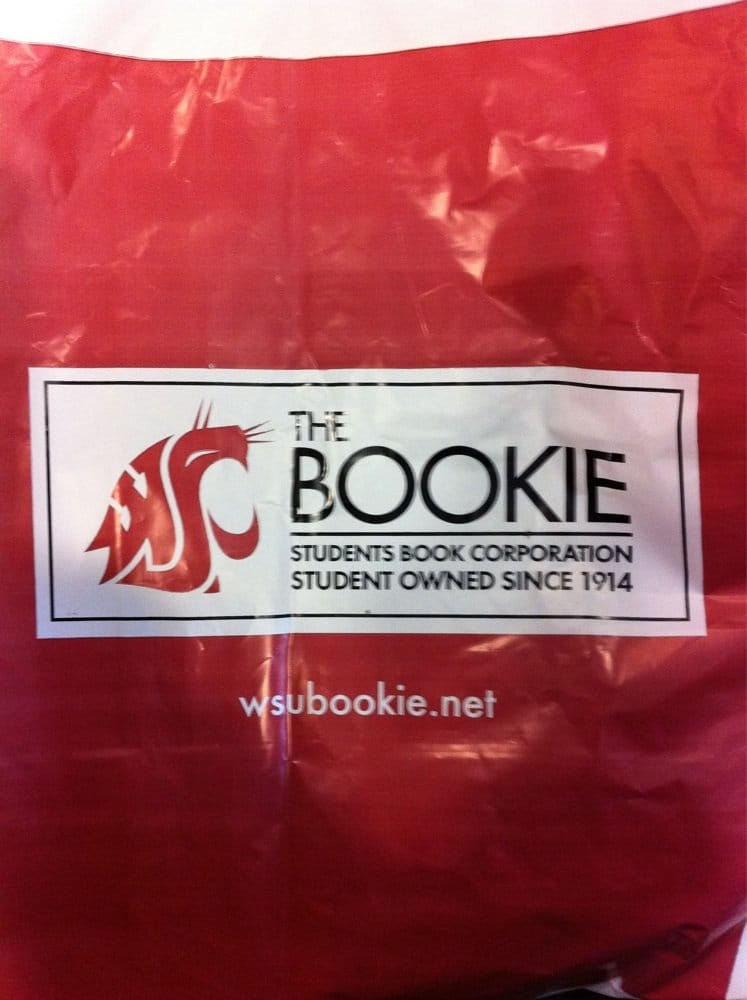 THE
BOOKIE
STUDENTS BOOK CORPORATION
STUDENT OWNED SINCE 1914
wsubookie.net